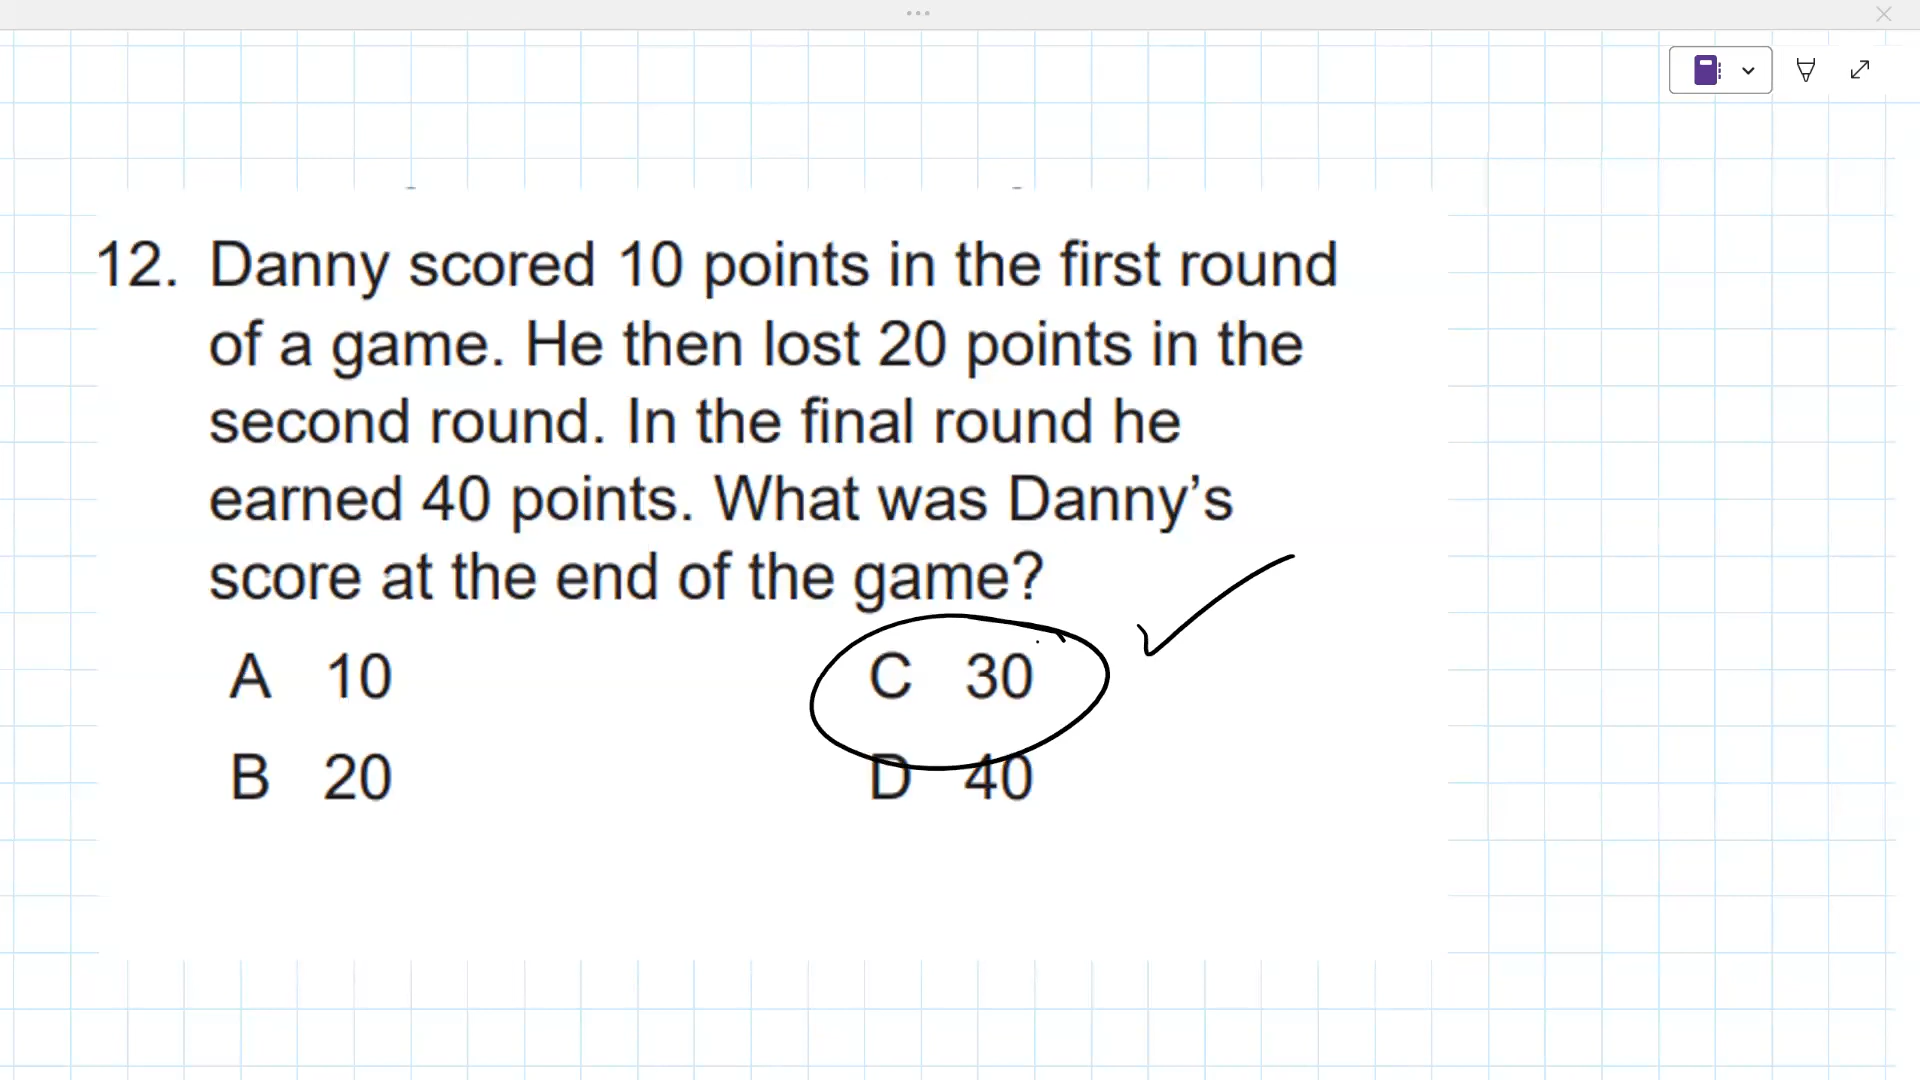 12. Danny scored 10 points in the first round
of a game. He then lost 20 points in the
second round. In the final round he
earned 40 points. What was Danny’s
score at the end of the game?
A 10 C 30
B 20 D 40